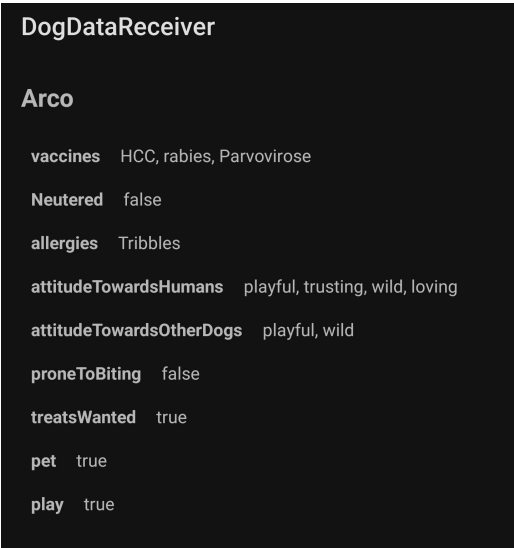 DogDataReceiver
Arco
vaccines HCC, rabies, Parvovirose
Neutered false
allergies Tribbles
attitudeTowardsHumans playful, trusting, wild, loving
attitudeTowardsOtherDogs playful, wild
proneToBiting false
treatsWanted true
pet true
play true